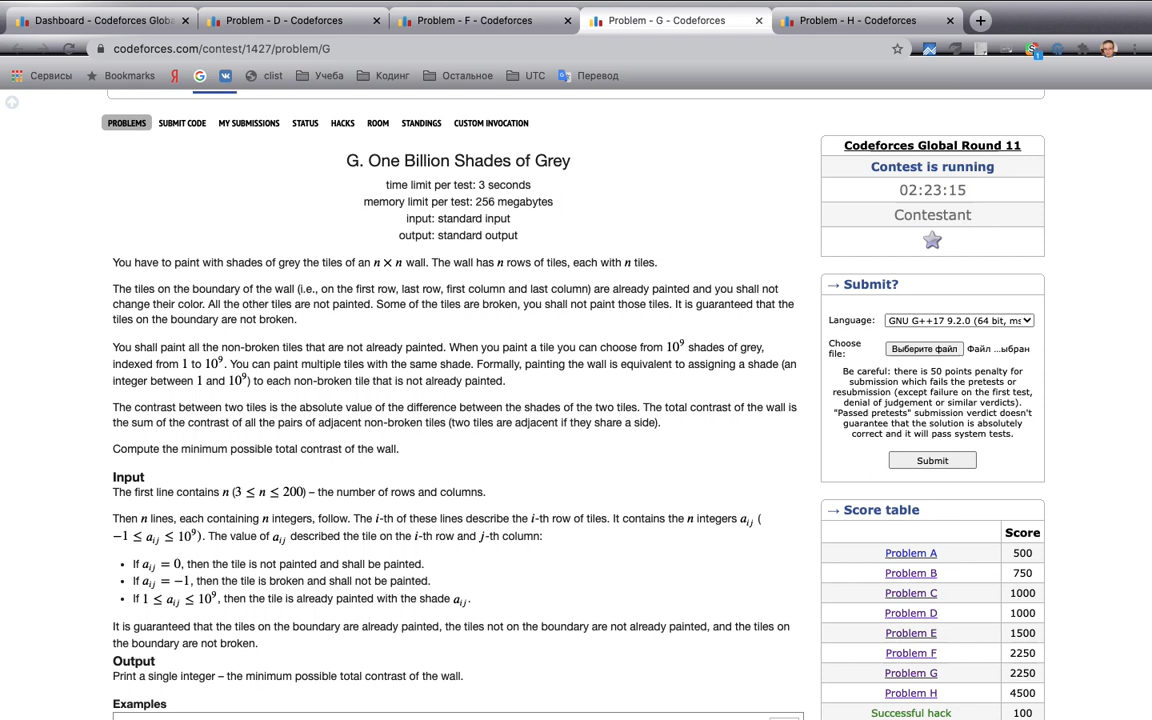 Dashboard - Codeforces Globa
Problem - D - Codeforces
Problem - F - Codeforces
Problem - G - Codeforces
Problem - H - Codeforces
codeforces.com/contest/1427/problem/G
Сервисы Bookmarks Я clist Учеба Кодинг Остальное UTC Перевод
PROBLEMS SUBMIT CODE MY SUBMISSIONS STATUS HACKS ROOM STANDINGS CUSTOM INVOCATION
G. One Billion Shades of Grey
time limit per test: 3 seconds
memory limit per test: 256 megabytes
input: standard input
output: standard output
You have to paint with shades of grey the tiles of an n × n wall. The wall has n rows of tiles, each with n tiles.
The tiles on the boundary of the wall (i.e., on the first row, last row, first column and last column) are already painted and you shall not
change their color. All the other tiles are not painted. Some of the tiles are broken, you shall not paint those tiles. It is guaranteed that the
tiles on the boundary are not broken.
You shall paint all the non-broken tiles that are not already painted. When you paint a tile you can choose from 10⁹ shades of grey,
indexed from 1 to 10⁹. You can paint multiple tiles with the same shade. Formally, painting the wall is equivalent to assigning a shade (an
integer between 1 and 10⁹) to each non-broken tile that is not already painted.
The contrast between two tiles is the absolute value of the difference between the shades of the two tiles. The total contrast of the wall is
the sum of the contrast of all the pairs of adjacent non-broken tiles (two tiles are adjacent if they share a side).
Compute the minimum possible total contrast of the wall.
Input
The first line contains n (3 ≤ n ≤ 200) – the number of rows and columns.
Then n lines, each containing n integers, follow. The i-th of these lines describe the i-th row of tiles. It contains the n integers aᵢⱼ (
−1 ≤ aᵢⱼ ≤ 10⁹). The value of aᵢⱼ described the tile on the i-th row and j-th column:
• If aᵢⱼ = 0, then the tile is not painted and shall be painted.
• If aᵢⱼ = −1, then the tile is broken and shall not be painted.
• If 1 ≤ aᵢⱼ ≤ 10⁹, then the tile is already painted with the shade aᵢⱼ.
It is guaranteed that the tiles on the boundary are already painted, the tiles not on the boundary are not already painted, and the tiles on
the boundary are not broken.
Output
Print a single integer – the minimum possible total contrast of the wall.
Examples
Codeforces Global Round 11
Contest is running
02:23:15
Contestant
→ Submit?
Language: GNU G++17 9.2.0 (64 bit, ms
Choose
file: Выберите файл Файл ...ыбран
Be careful: there is 50 points penalty for
submission which fails the pretests or
resubmission (except failure on the first test,
denial of judgement or similar verdicts).
"Passed pretests" submission verdict doesn't
guarantee that the solution is absolutely
correct and it will pass system tests.
Submit
→ Score table
Score
Problem A 500
Problem B 750
Problem C 1000
Problem D 1000
Problem E 1500
Problem F 2250
Problem G 2250
Problem H 4500
Successful hack 100